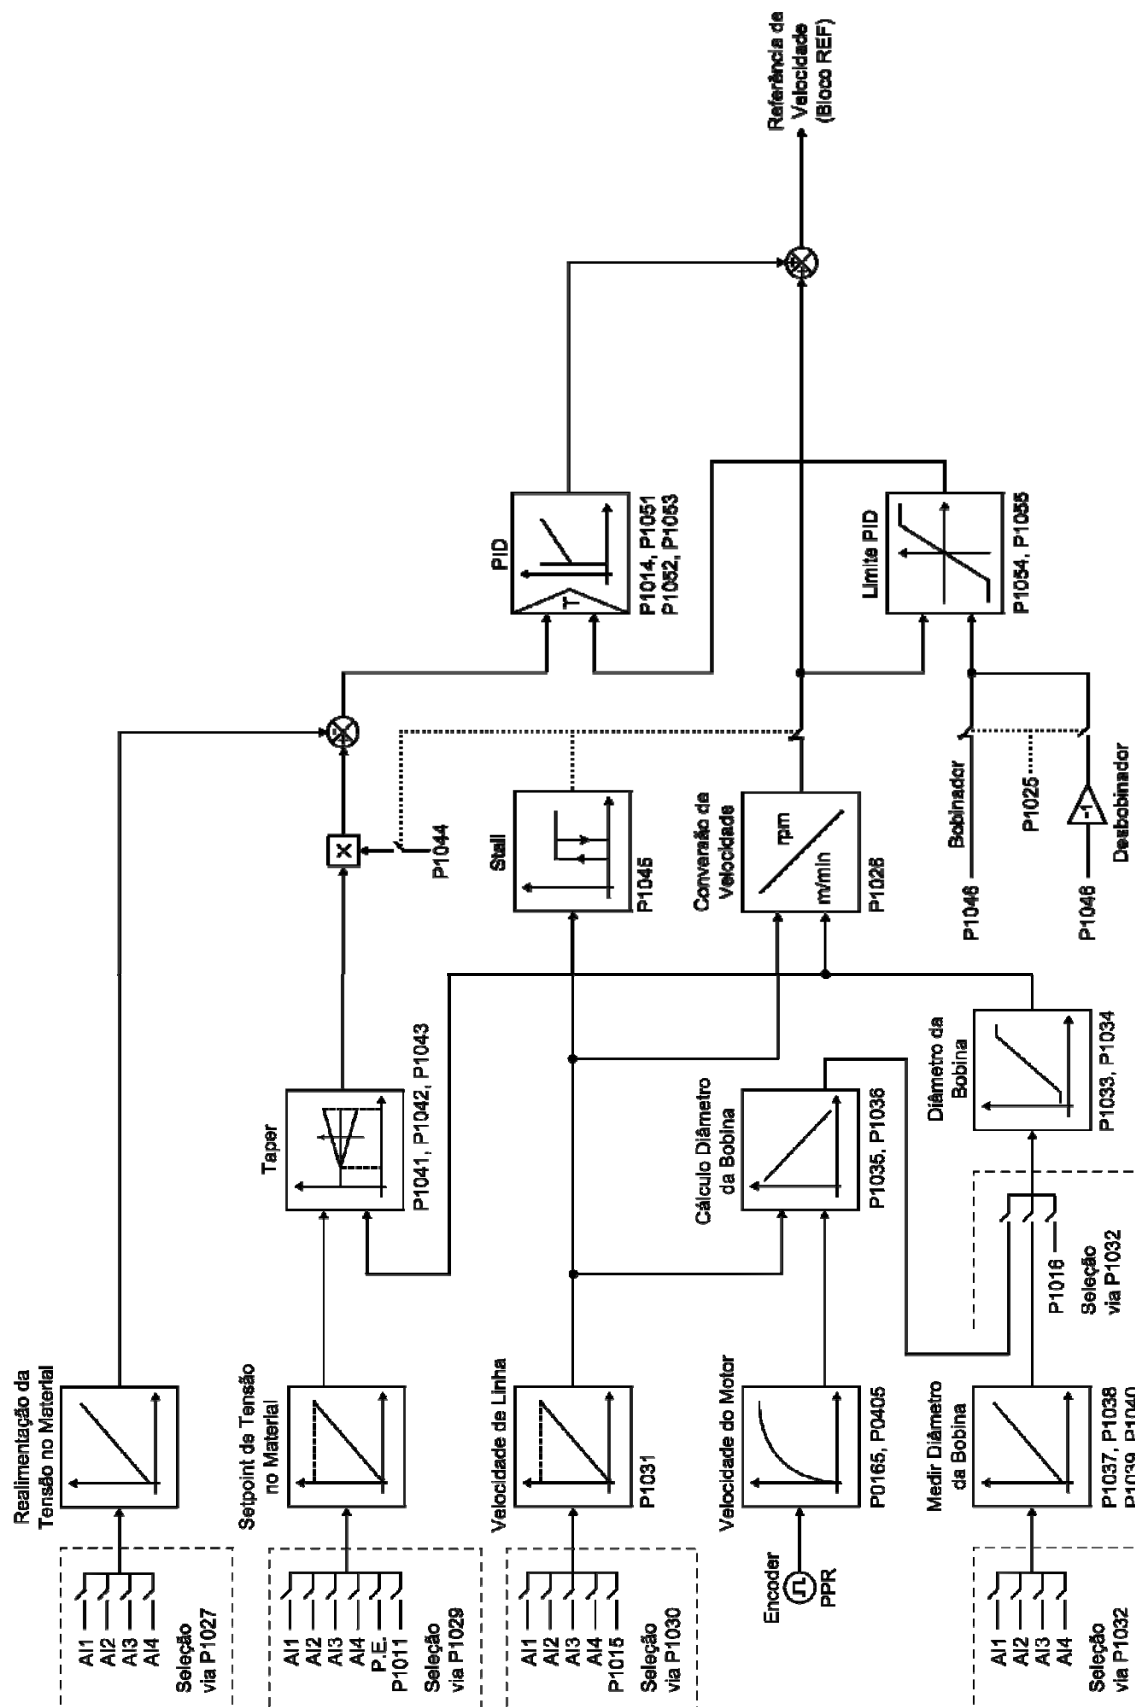 Realimentação da
Tensão no Material
AI1
AI2
AI3
AI4
Seleção
via P1027
Setpoint de Tensão
no Material
AI1
AI2
AI3
AI4
P.E.
P1011
Seleção
via P1029
Taper
P1041, P1042, P1043
X
P1044
Velocidade de Linha
P1031
AI1
AI2
AI3
AI4
P1015
Seleção
via P1030
Stall
P1045
PID
P1014, P1051
P1052, P1053
Velocidade do Motor
P0165, P0405
Encoder
PPR
Cálculo Diâmetro
da Bobina
P1035, P1036
Conversão de
Velocidade
rpm
m/min
P1026
Referência de
Velocidade
(Bloco REF)
Limite PID
P1054, P1055
Medir Diâmetro
da Bobina
P1037, P1038
P1039, P1040
AI1
AI2
AI3
AI4
Seleção
via P1032
P1016
Seleção
via P1032
Diâmetro da
Bobina
P1033, P1034
Bobinador
P1046
P1025
P1046
-1
Desbobinador